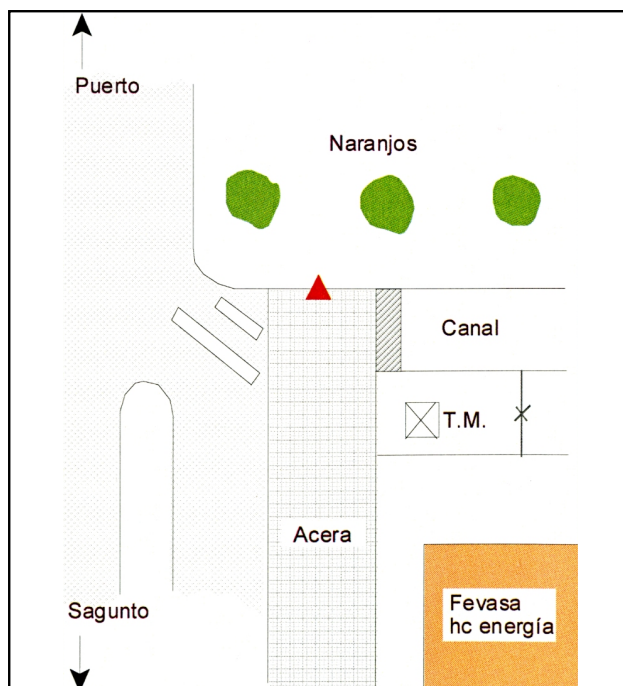 Puerto
Naranjos
Canal
T.M.
Acera
Fevasa
hc energía
Sagunto